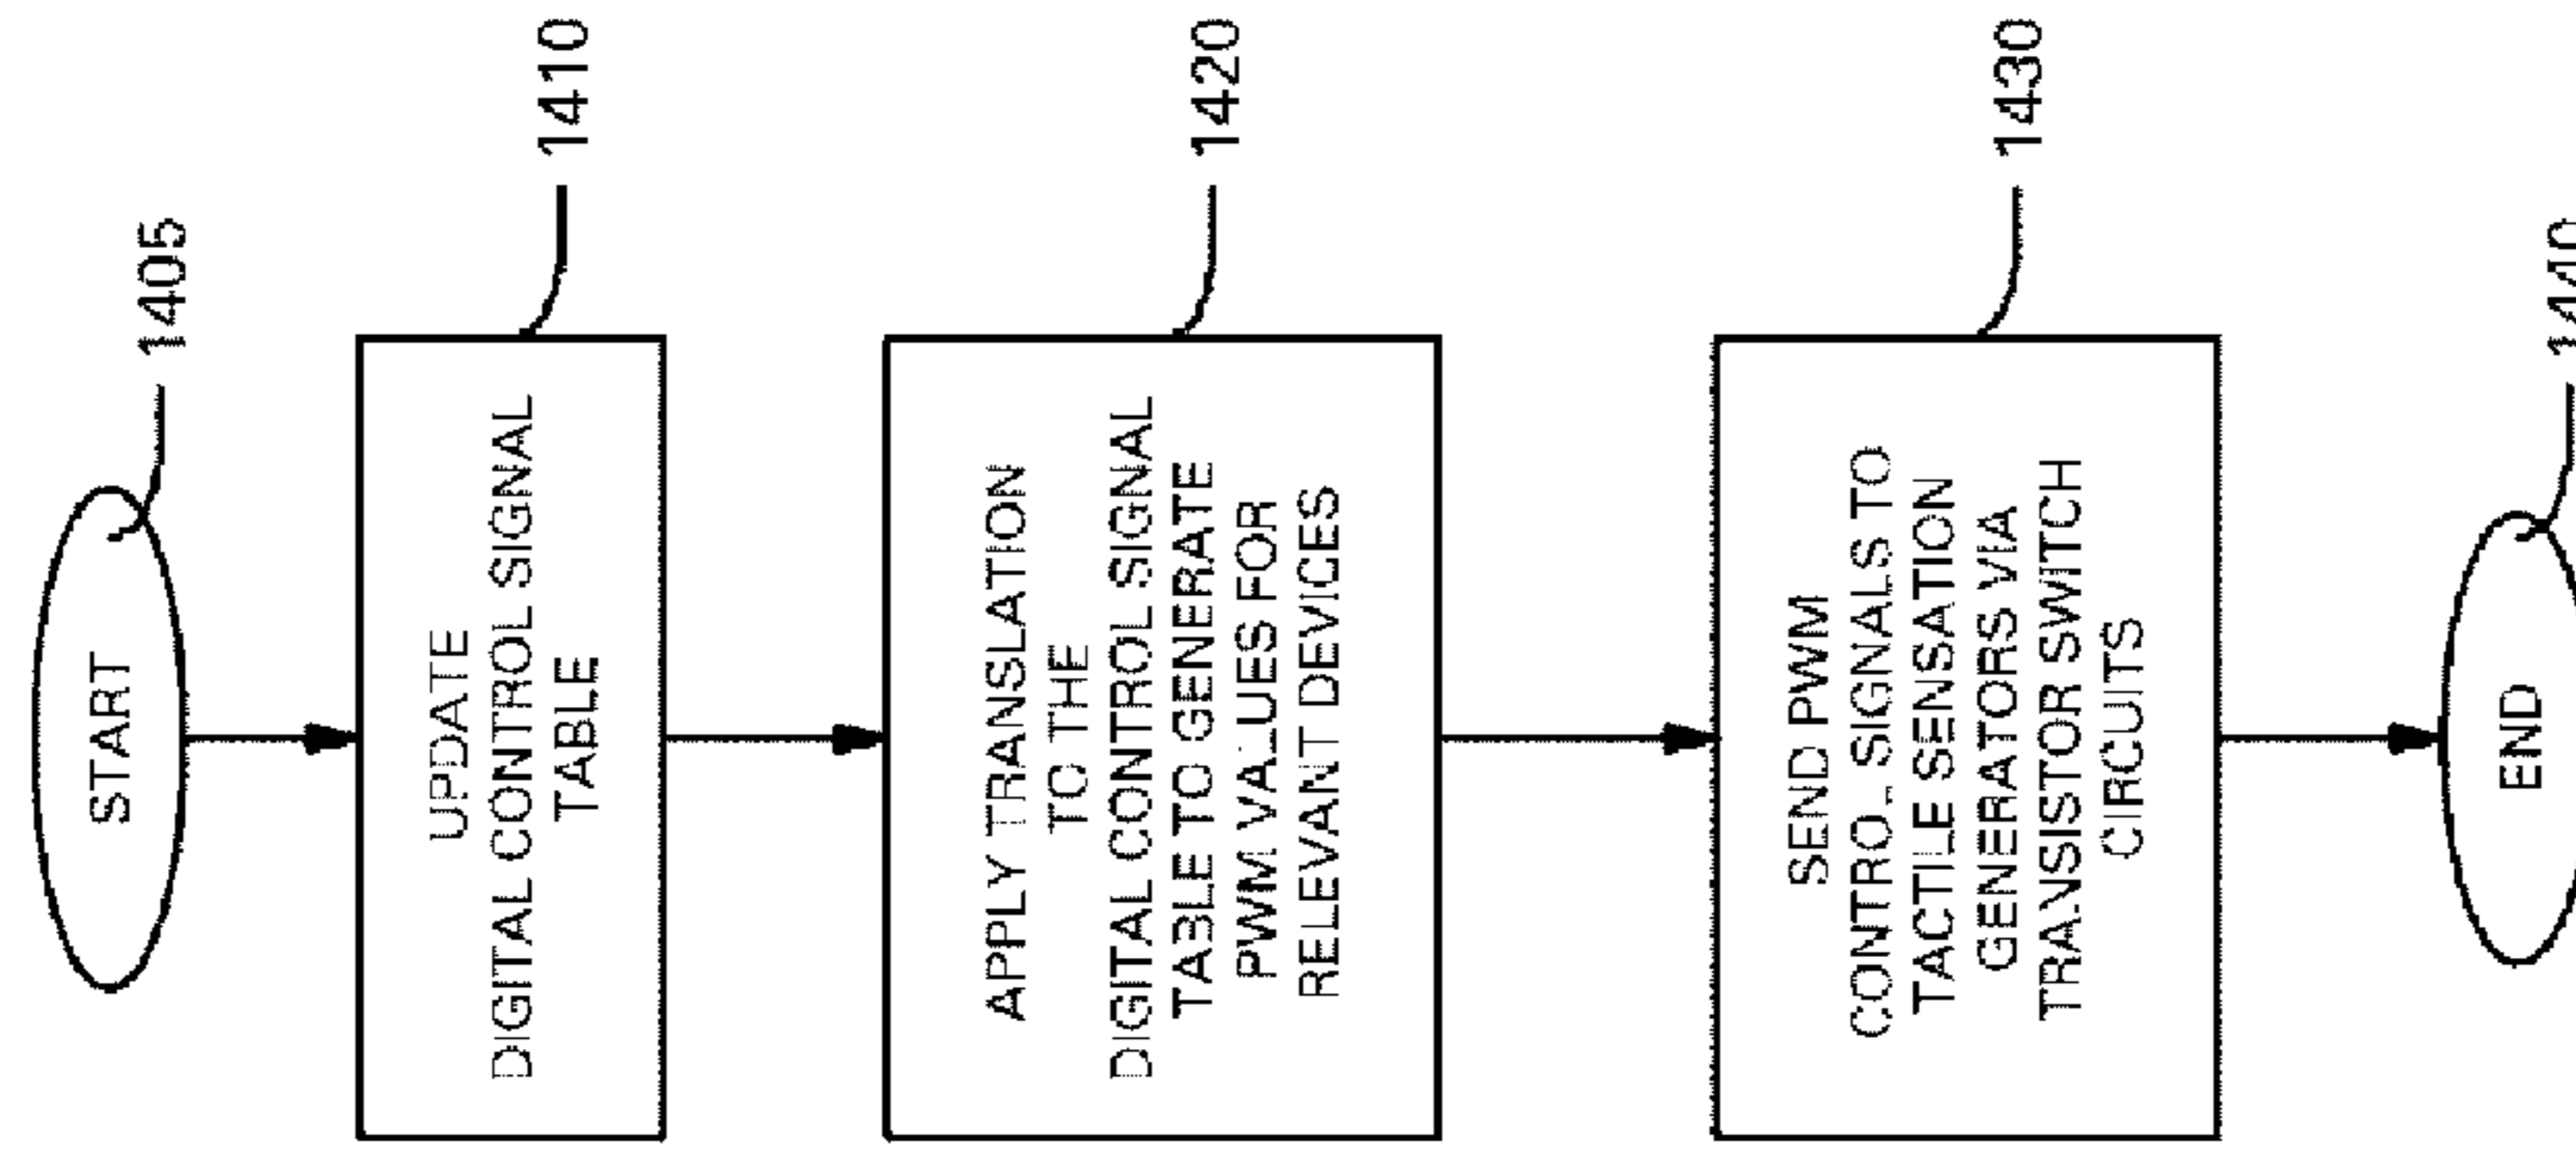 START
1405
UPDATE
DIGITAL CONTROL SIGNAL
TABLE
1410
APPLY TRANSLATION
TO THE
DIGITAL CONTROL SIGNAL
TABLE TO GENERATE
PWM VALUES FOR
RELEVANT DEVICES
1420
SEND PWM
CONTROL SIGNALS TO
TACTILE SENSATION
GENERATORS VIA
TRANSISTOR SWITCH
CIRCUITS
1430
END
1440